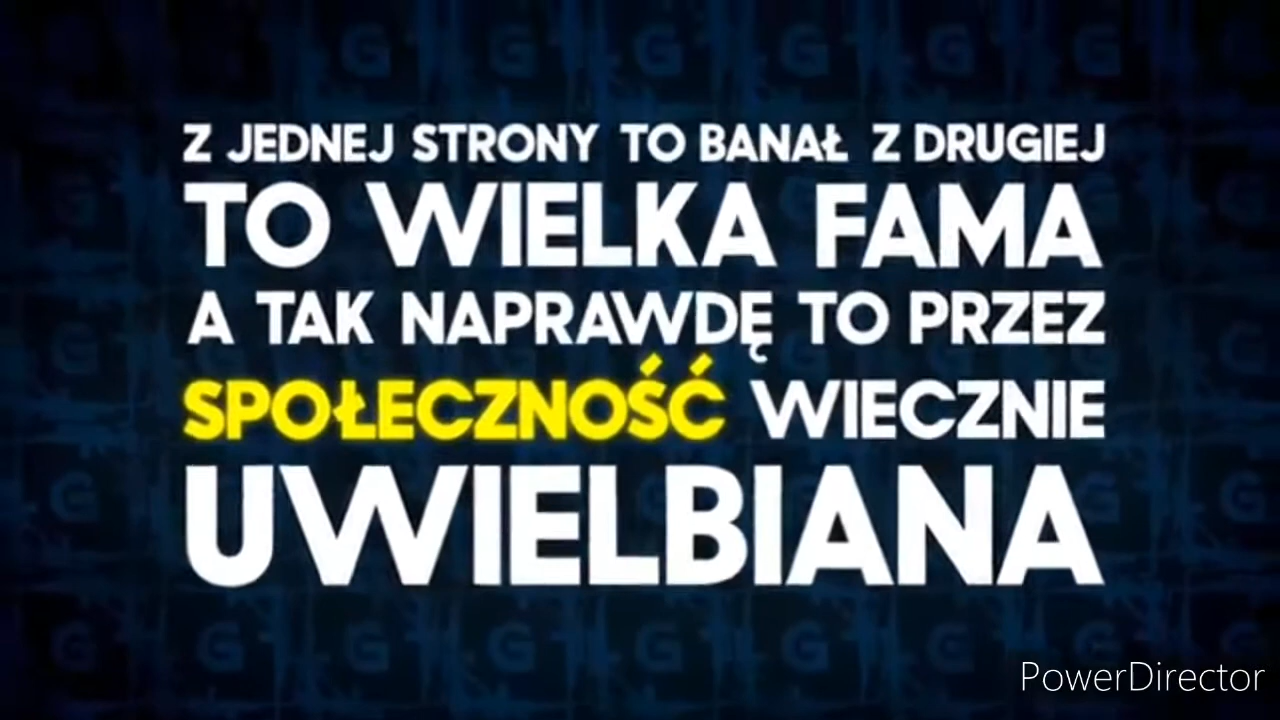 Z JEDNEJ STRONY TO BANAŁ Z DRUGIEJ
TO WIELKA FAMA
A TAK NAPRAWDĘ TO PRZEZ
SPOŁECZNOŚĆ WIECZNIE
UWIELBIANA
PowerDirector